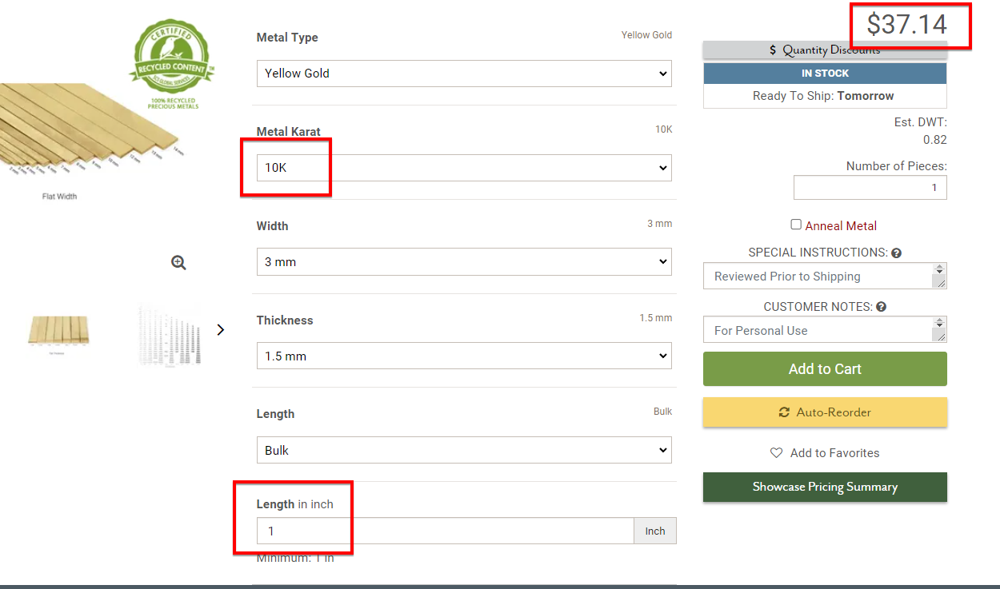 CERTIFIED
RECYCLED CONTENT
SCS GLOBAL SERVICES
100% RECYCLED
PRECIOUS METALS
Flat Width
Metal Type
Yellow Gold
Yellow Gold
Metal Karat
10K
10K
Width
3 mm
3 mm
Thickness
1.5 mm
1.5 mm
Length
Bulk
Bulk
Length in inch
1
Inch
Minimum: 1 in
$37.14
$ Quantity Discounts
IN STOCK
Ready To Ship: Tomorrow
Est. DWT:
0.82
Number of Pieces:
1
Anneal Metal
SPECIAL INSTRUCTIONS:
Reviewed Prior to Shipping
CUSTOMER NOTES:
For Personal Use
Add to Cart
Auto-Reorder
Add to Favorites
Showcase Pricing Summary